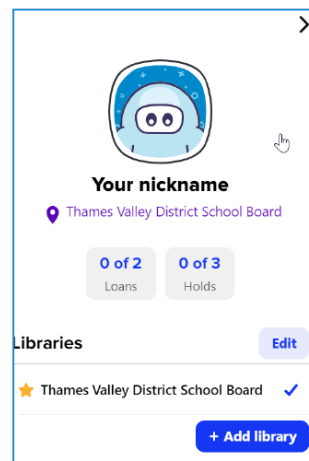 Your nickname
Thames Valley District School Board
0 of 2 0 of 3
Loans Holds
Libraries Edit
Thames Valley District School Board
+ Add library